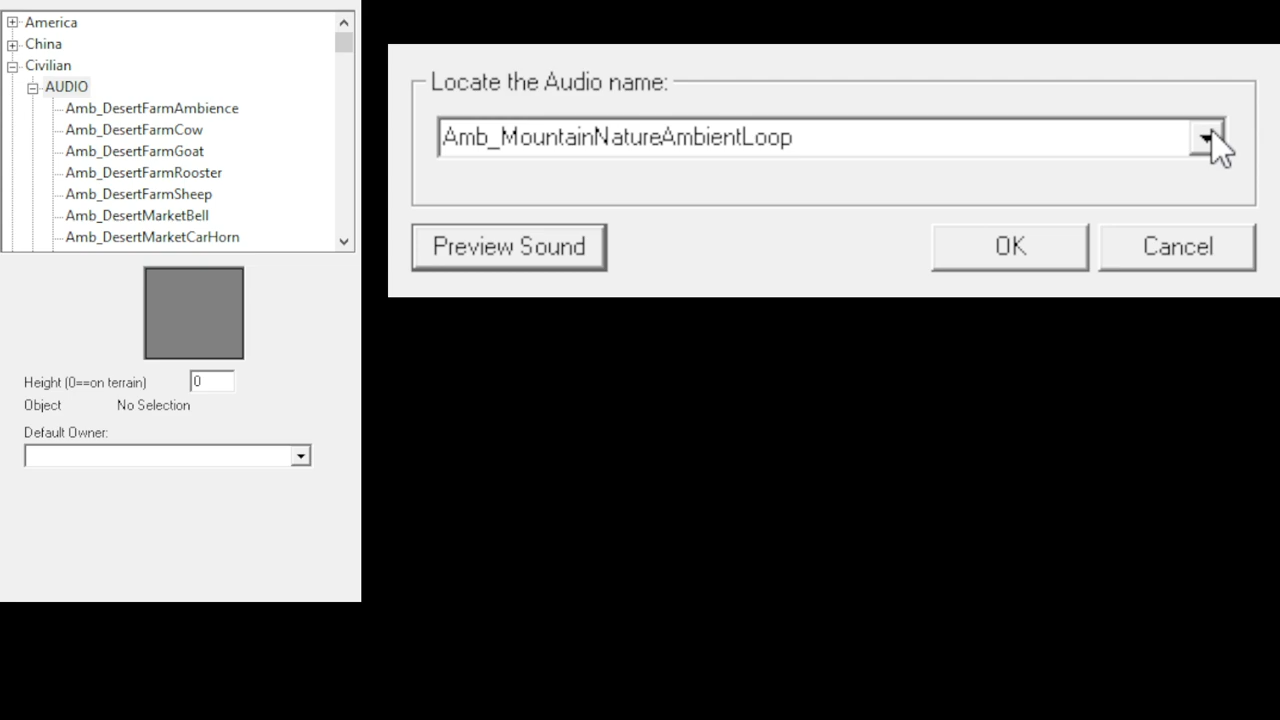 America
China
Civilian
AUDIO
Amb_DesertFarmAmbience
Amb_DesertFarmCow
Amb_DesertFarmGoat
Amb_DesertFarmRooster
Amb_DesertFarmSheep
Amb_DesertMarketBell
Amb_DesertMarketCarHorn
Height (0==on terrain) 0
Object No Selection
Default Owner:
Locate the Audio name:
Amb_MountainNatureAmbientLoop
Preview Sound OK Cancel